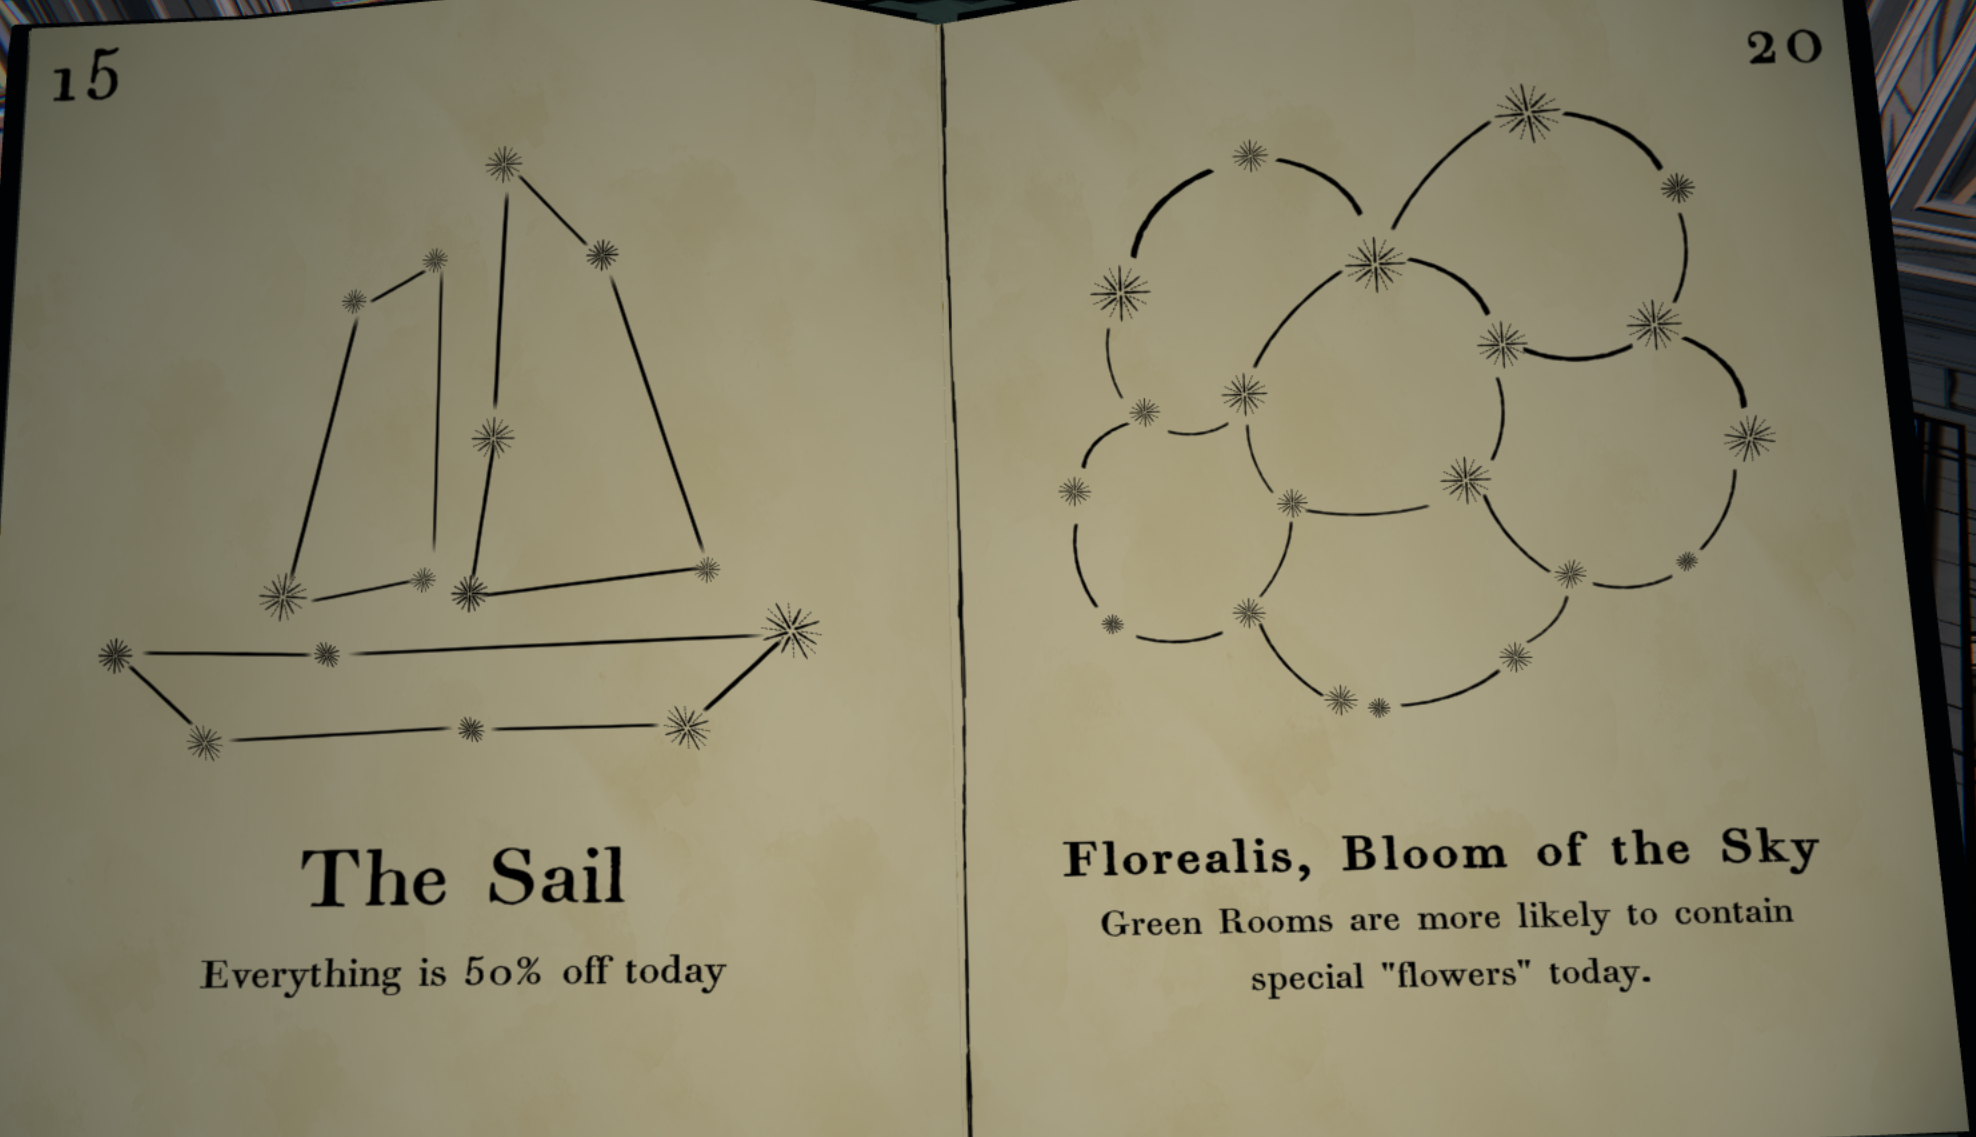 15
The Sail
Everything is 50% off today
20
Florealis, Bloom of the Sky
Green Rooms are more likely to contain
special "flowers" today.